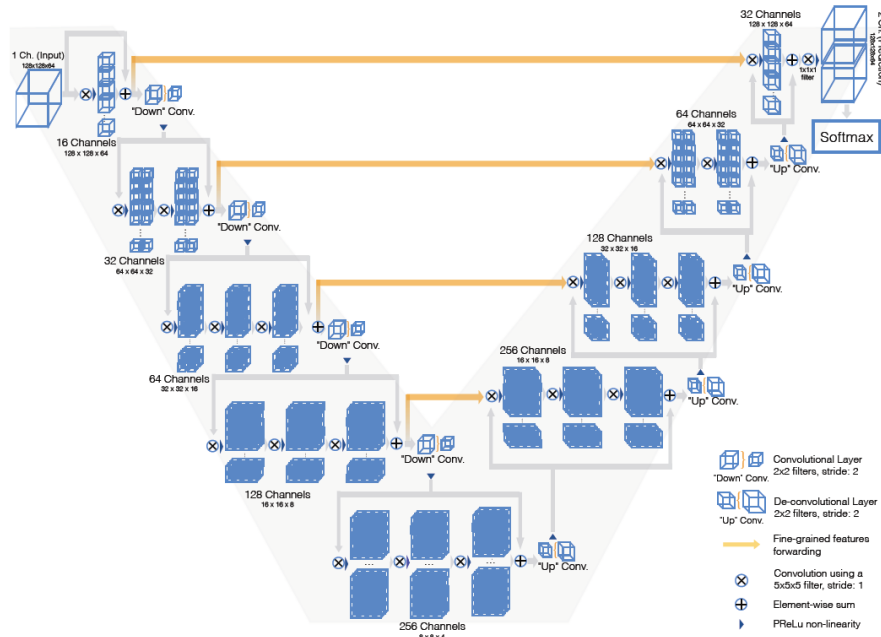 1 Ch. (Input)
128x128x64
"Down" Conv.
16 Channels
128 x 128 x 64
"Down" Conv.
32 Channels
64 x 64 x 32
"Down" Conv.
64 Channels
32 x 32 x 16
"Down" Conv.
128 Channels
16 x 16 x 8
...
...
...
256 Channels
"Up" Conv.
256 Channels
16 x 16 x 8
"Up" Conv.
128 Channels
32 x 32 x 16
"Up" Conv.
64 Channels
64 x 64 x 32
"Up" Conv.
32 Channels
128 x 128 x 64
1x1x1
filter
128x128x64
Softmax
"Down" Conv.
Convolutional Layer
2x2 filters, stride: 2
"Up" Conv.
De-convolutional Layer
2x2 filters, stride: 2
Fine-grained features
forwarding
Convolution using a
5x5x5 filter, stride: 1
Element-wise sum
PReLu non-linearity